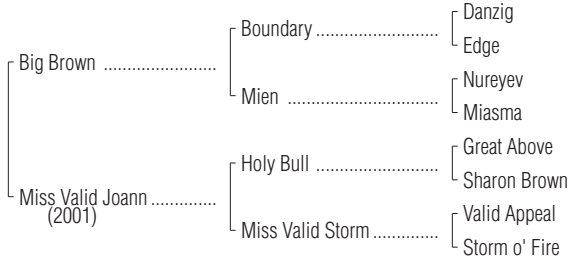 Danzig
Boundary ........................
Edge
Big Brown ......................
Nureyev
Mien ..............................
Miasma
Great Above
Holy Bull ........................
Sharon Brown
Miss Valid Joann .............
(2001)
Valid Appeal
Miss Valid Storm .............
Storm o' Fire